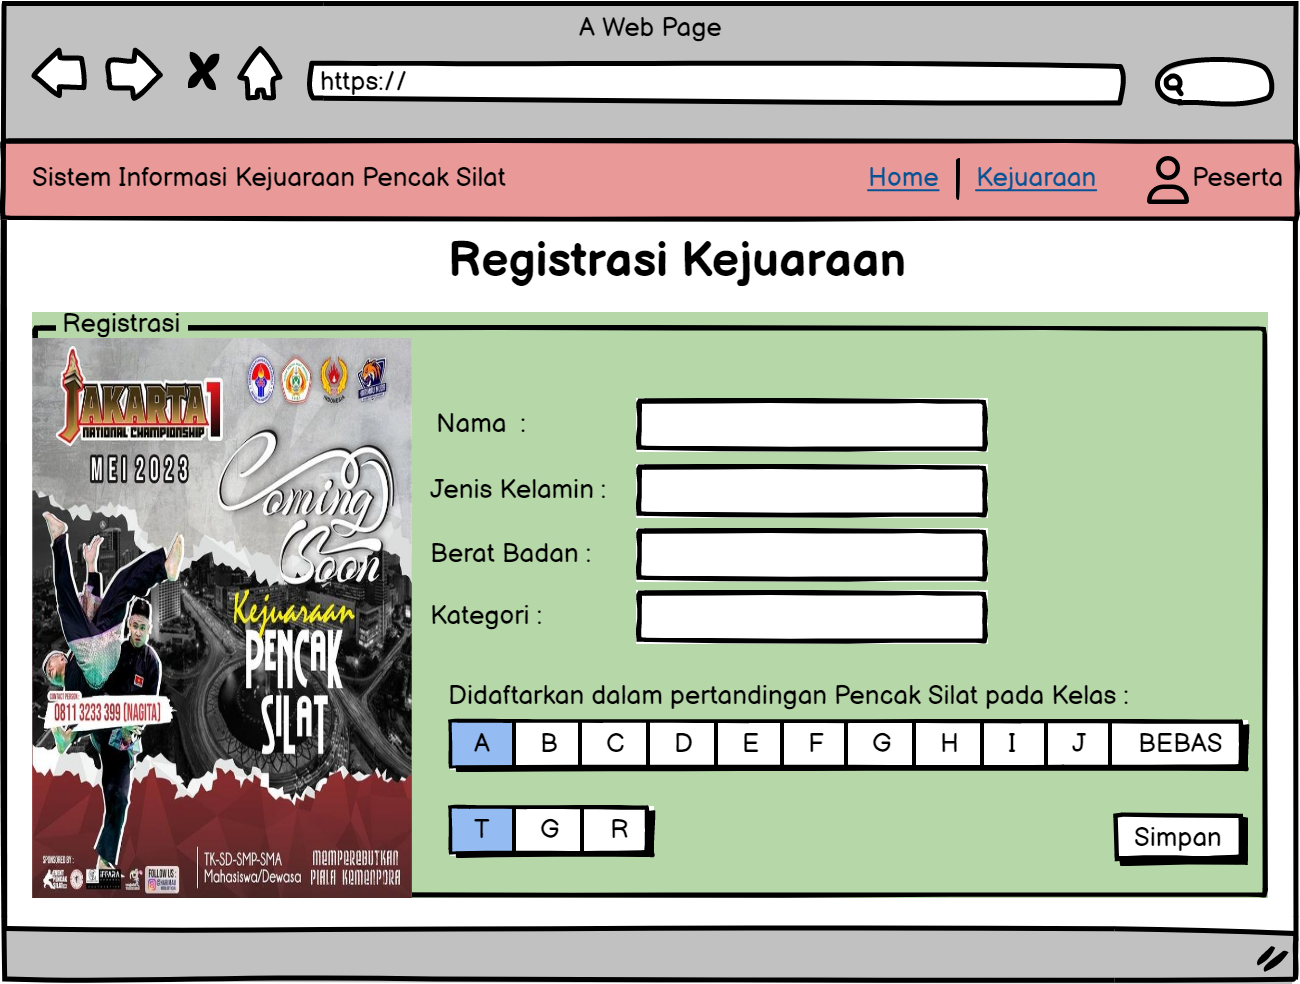 A Web Page
https://
Sistem Informasi Kejuaraan Pencak Silat
Home
Kejuaraan
Peserta
Registrasi Kejuaraan
Registrasi
JAKARTA 1
NATIONAL CHAMPIONSHIP
MEI 2023
Coming
Soon
Kejuaraan
PENCAK
SILAT
CONTACT PERSON :
0811 3233 399 (NAGITA)
SPONSORED BY :
FOLLOW US :
TK-SD-SMP-SMA
Mahasiswa/Dewasa
MEMPEREBUTKAN
PIALA KEMENPORA
Nama :
Jenis Kelamin :
Berat Badan :
Kategori :
Didaftarkan dalam pertandingan Pencak Silat pada Kelas :
A B C D E F G H I J BEBAS
T G R
Simpan